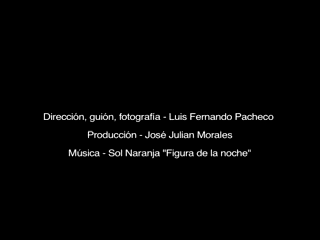 Dirección, guión, fotografía - Luis Fernando Pacheco
Producción - José Julian Morales
Música - Sol Naranja "Figura de la noche"